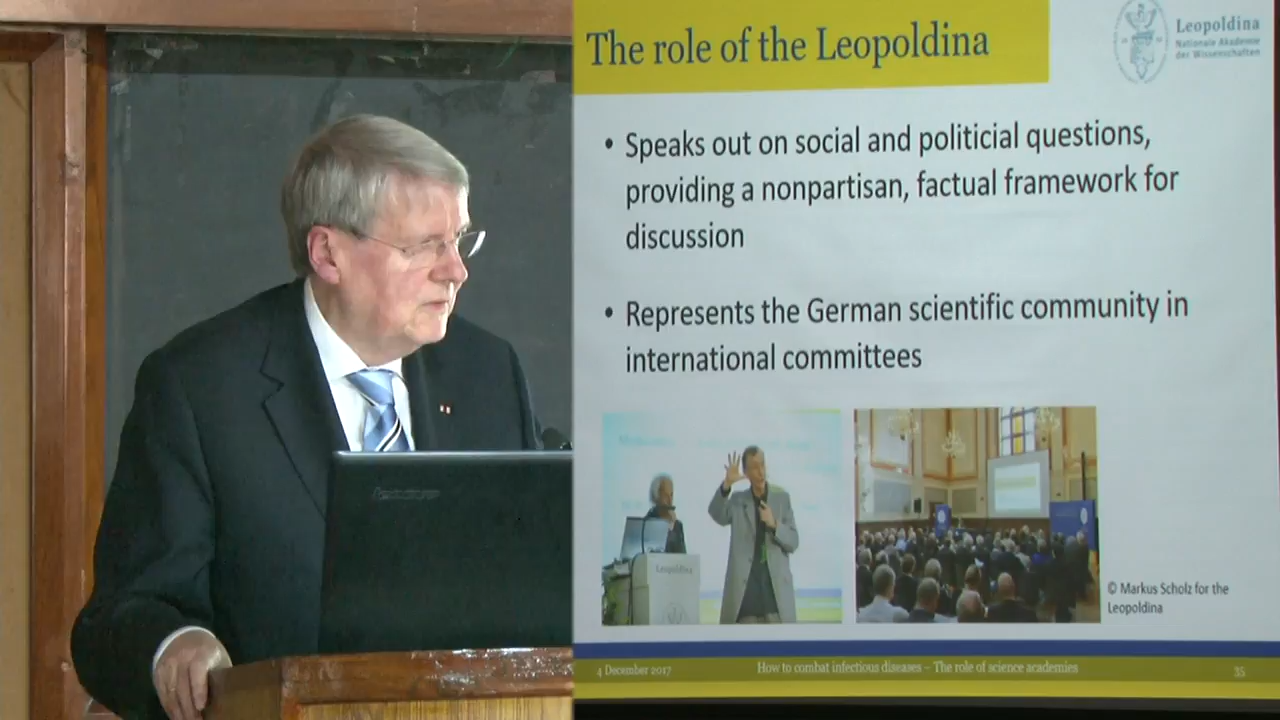 The role of the Leopoldina
Leopoldina
Nationale Akademie
der Wissenschaften
• Speaks out on social and politicial questions,
providing a nonpartisan, factual framework for
discussion
• Represents the German scientific community in
international committees
Leopoldina
© Markus Scholz for the
Leopoldina
4 December 2017
How to combat infectious diseases – The role of science academies
35